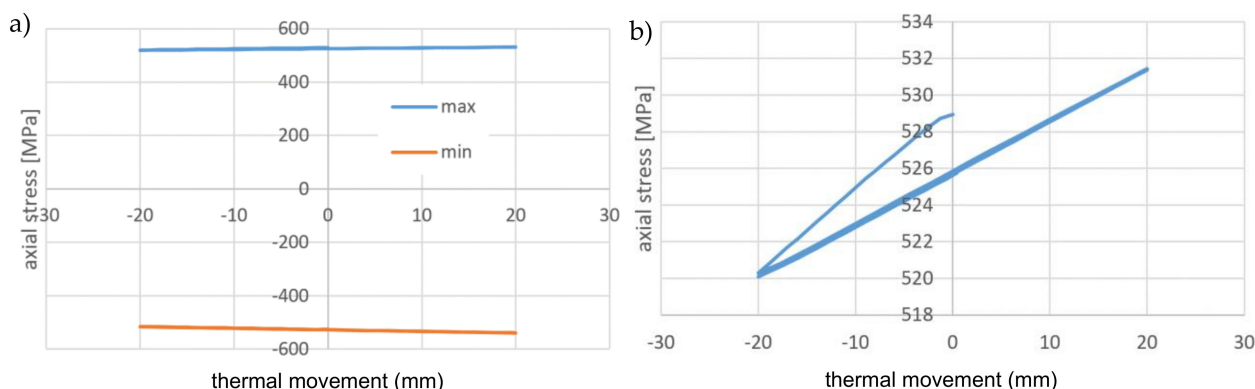 a)
600
400
200
0
-200
-400
-600
-30 -20 -10 0 10 20 30
axial stress [MPa]
thermal movement (mm)
max
min
b)
534
532
530
528
526
524
522
520
518
-30 -20 -10 0 10 20 30
axial stress [MPa]
thermal movement (mm)